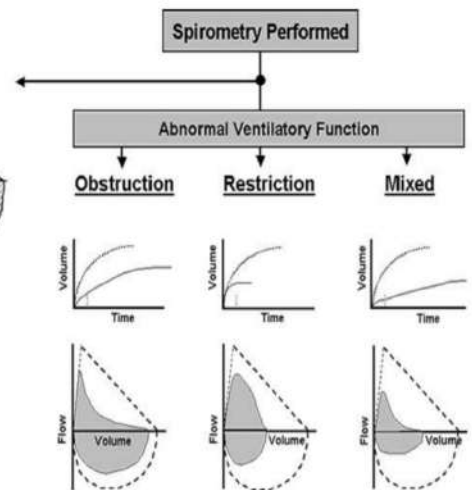 Spirometry Performed
Abnormal Ventilatory Function
Obstruction Restriction Mixed
Volume Volume Volume
Time Time Time
Flow Volume Flow Volume Flow Volume